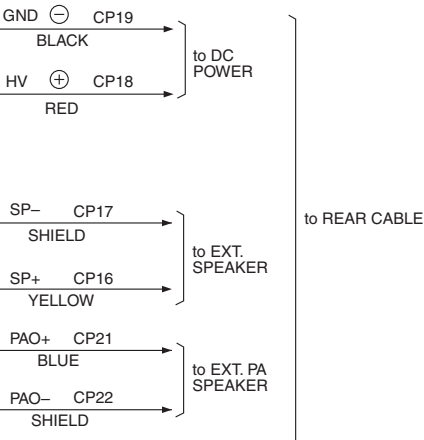 GND ⊖ CP19
BLACK
to DC
POWER
HV ⊕ CP18
RED
SP– CP17
SHIELD
to EXT.
SPEAKER
SP+ CP16
YELLOW
to REAR CABLE
PAO+ CP21
BLUE
to EXT. PA
SPEAKER
PAO– CP22
SHIELD